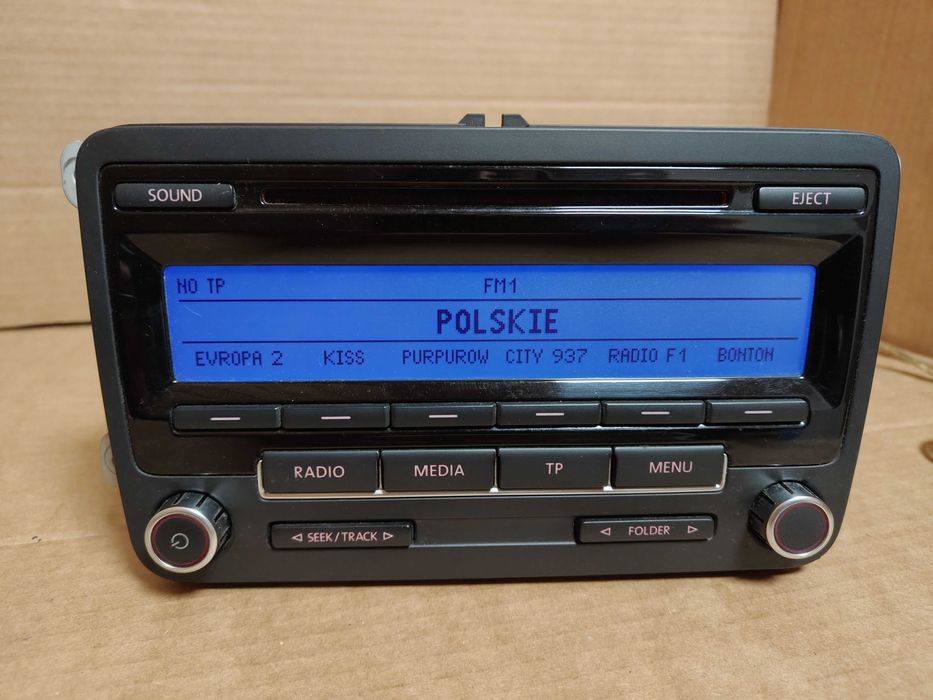 SOUND EJECT
NO TP FM1
POLSKIE
EVROPA 2 KISS PURPUROW CITY 937 RADIO F1 BONTON
RADIO MEDIA TP MENU
SEEK/TRACK FOLDER